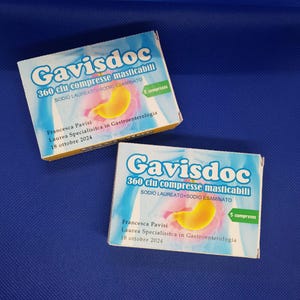 Gavisdoc
360 cfu compresse masticabili
SODIO LAUREATO+SODIO ESAMINATO
5 compresse
Francesca Pavisi
Laurea Specialistica in Gastroenterologia
18 ottobre 2024
Gavisdoc
360 cfu compresse masticabili
SODIO LAUREATO+SODIO ESAMINATO
5 compresse
Francesca Pavisi
Laurea Specialistica in Gastroenterologia
18 ottobre 2024